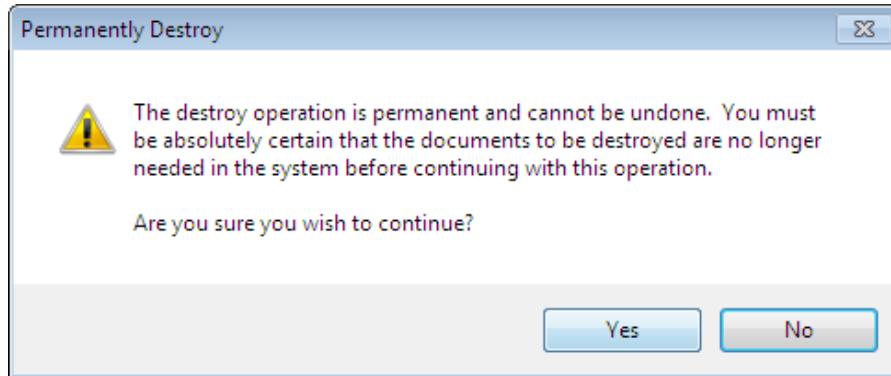 Permanently Destroy
The destroy operation is permanent and cannot be undone.  You must
be absolutely certain that the documents to be destroyed are no longer
needed in the system before continuing with this operation.
Are you sure you wish to continue?
Yes
No